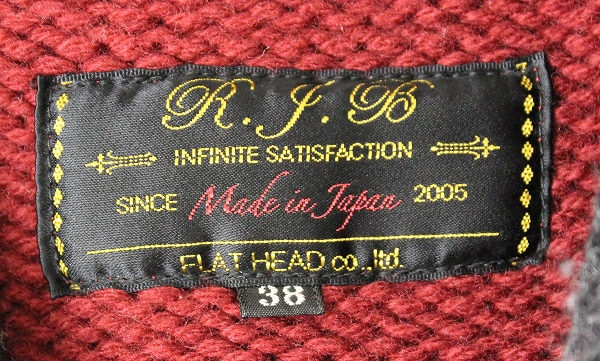 R.J.B
INFINITE SATISFACTION
SINCE Made in Japan 2005
FLAT HEAD co.,ltd.
38